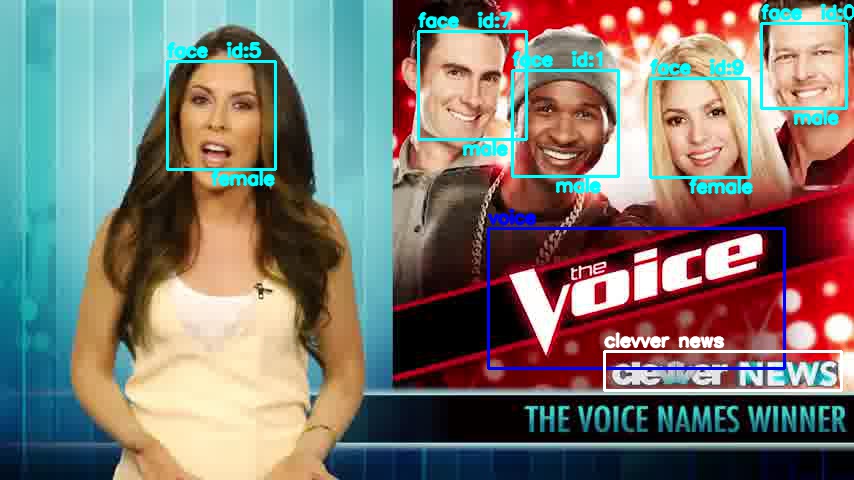 face id:7
face id:0
face id:5
face id:1
face id:9
male
male
male
female
female
voice
the
Voice
clevver news
clevver NEWS
THE VOICE NAMES WINNER